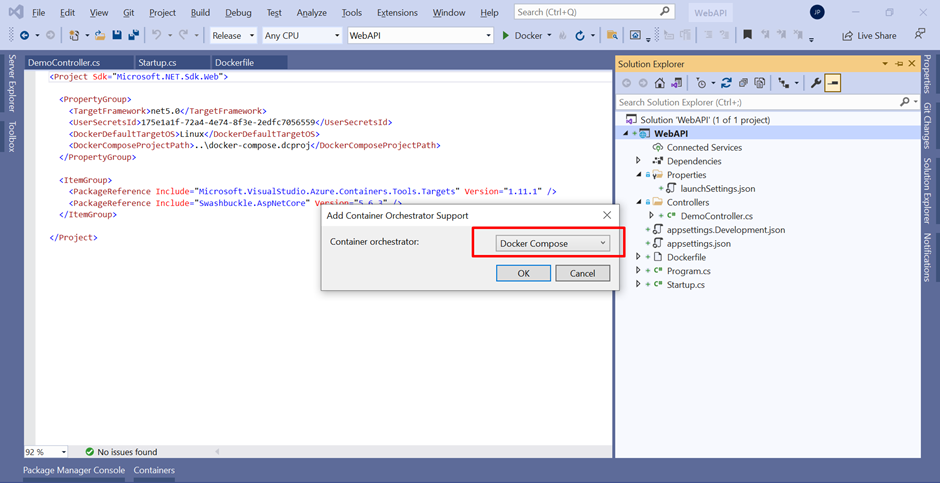 File Edit View Git Project Build Debug Test Analyze Tools Extensions Window Help Search (Ctrl+Q) WebAPI JP
Release Any CPU WebAPI Docker Live Share
Server Explorer
Toolbox
DemoController.cs Startup.cs Dockerfile
<Project Sdk="Microsoft.NET.Sdk.Web">
<PropertyGroup>
<TargetFramework>net5.0</TargetFramework>
<UserSecretsId>175e1a1f-72a4-4e74-8f3e-2edfc7056559</UserSecretsId>
<DockerDefaultTargetOS>Linux</DockerDefaultTargetOS>
<DockerComposeProjectPath>..\docker-compose.dcproj</DockerComposeProjectPath>
</PropertyGroup>
<ItemGroup>
<PackageReference Include="Microsoft.VisualStudio.Azure.Containers.Tools.Targets" Version="1.11.1" />
<PackageReference Include="Swashbuckle.AspNetCore" Version="5.6.3" />
</ItemGroup>
</Project>
Add Container Orchestrator Support
Container orchestrator:
Docker Compose
OK Cancel
92 % No issues found
Package Manager Console Containers
Solution Explorer
Search Solution Explorer (Ctrl+;)
Solution 'WebAPI' (1 of 1 project)
WebAPI
Connected Services
Dependencies
Properties
launchSettings.json
Controllers
DemoController.cs
appsettings.Development.json
appsettings.json
Dockerfile
Program.cs
Startup.cs
Properties
Git Changes
Solution Explorer
Notifications